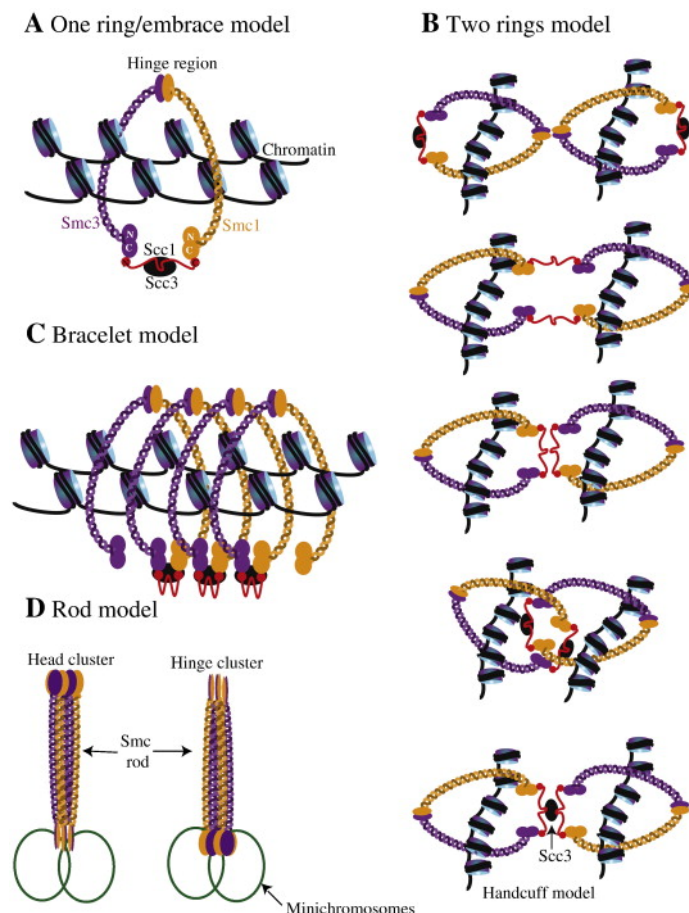 A One ring/embrace model
Hinge region
Chromatin
Smc3
Smc1
N
C
N
C
Scc1
Scc3
B Two rings model
Scc3
Handcuff model
C Bracelet model
D Rod model
Head cluster
Hinge cluster
Smc
rod
Minichromosomes